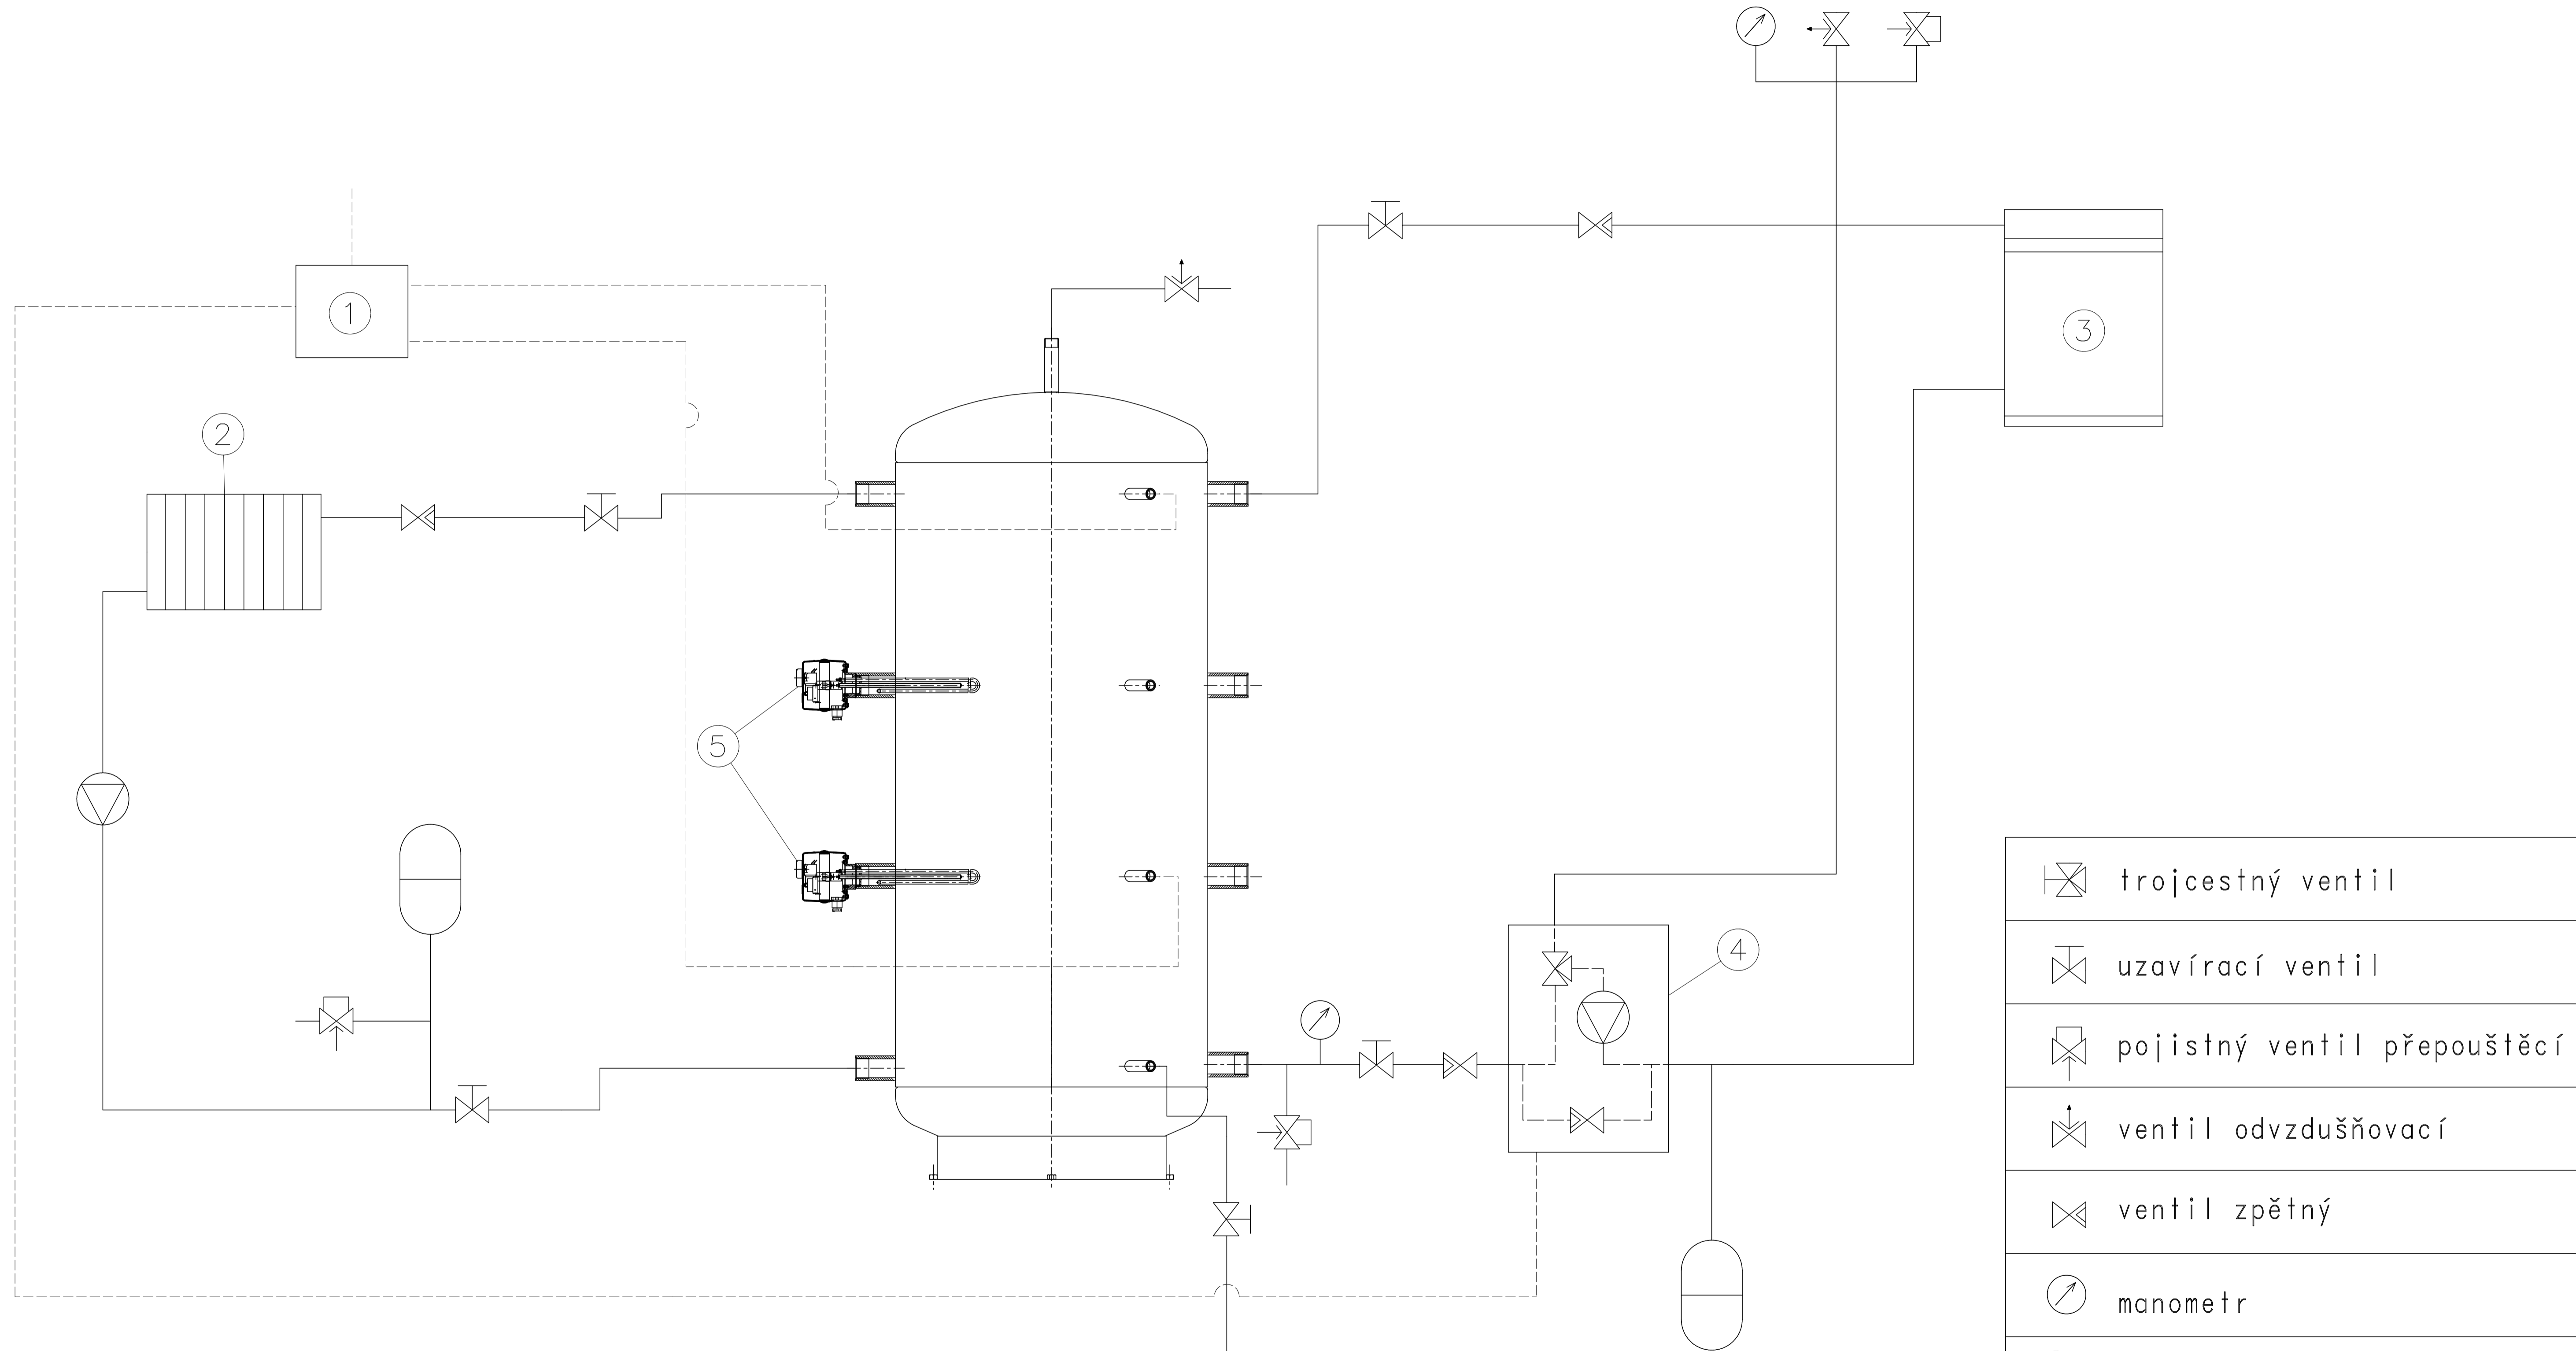 1
2
3
5
4
trojcestný ventil
uzavírací ventil
pojistný ventil přepouštěcí
ventil odvzdušňovací
ventil zpětný
manometr